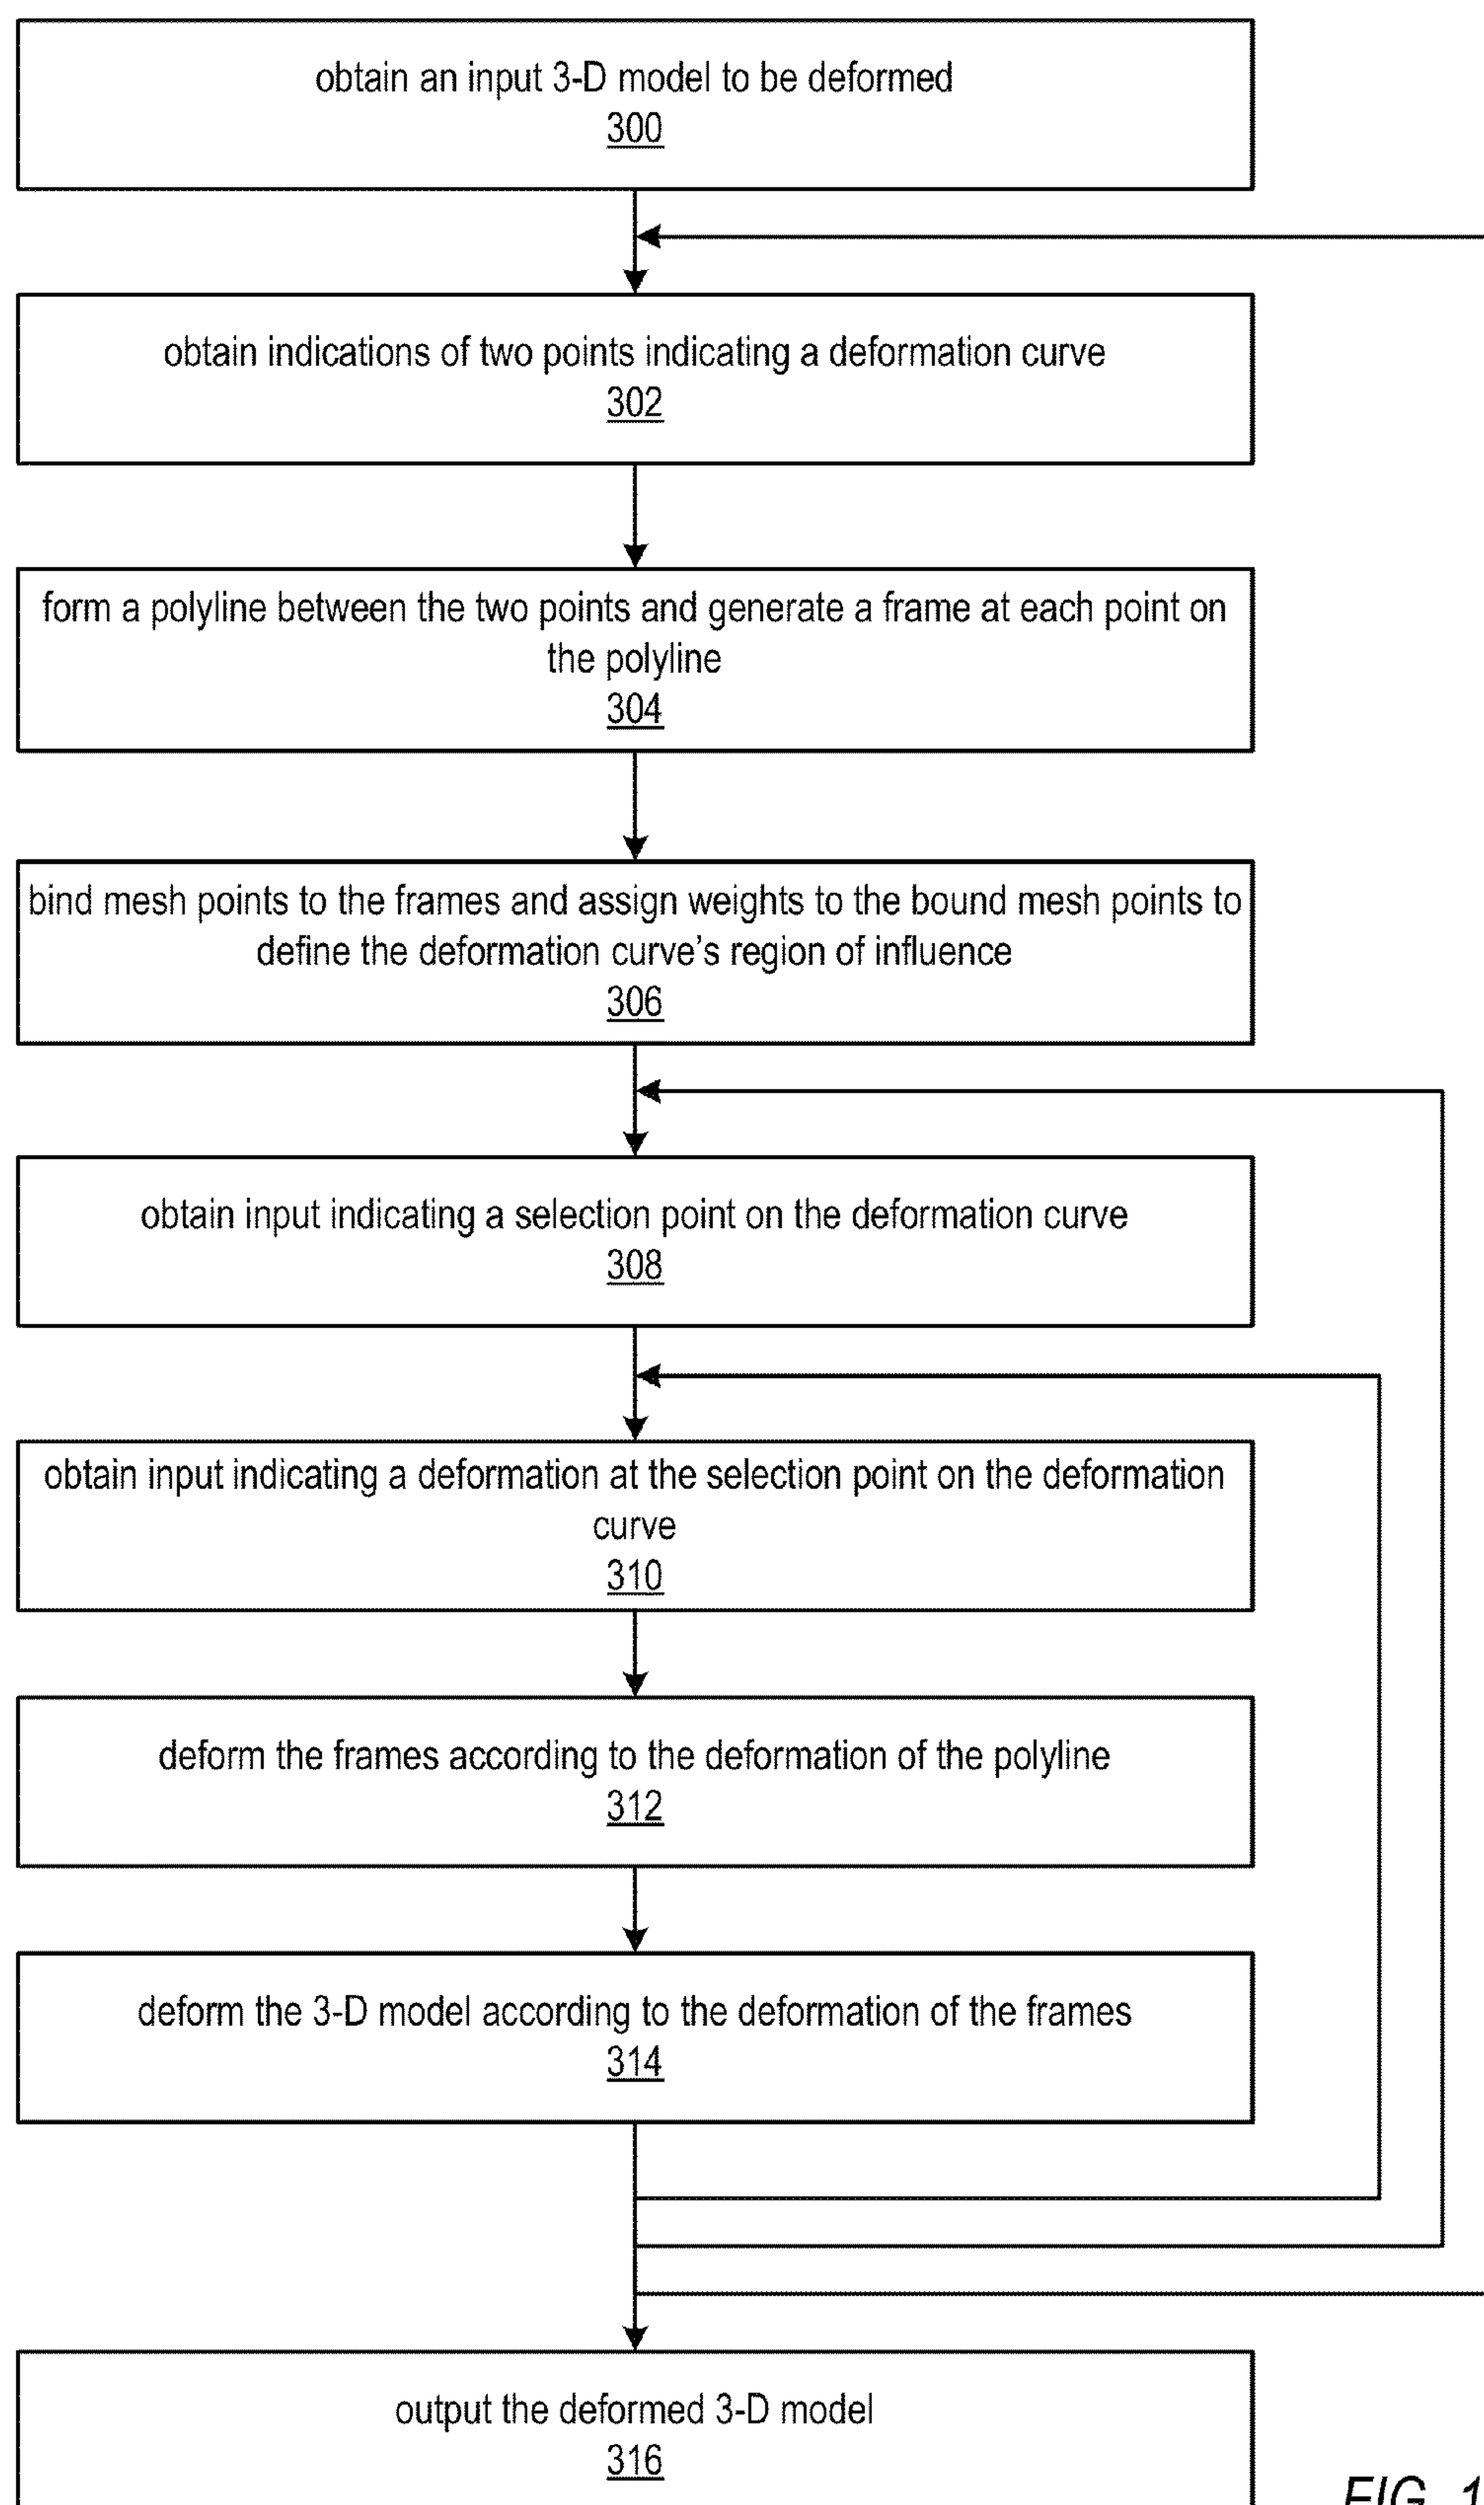 obtain an input 3-D model to be deformed
300
obtain indications of two points indicating a deformation curve
302
form a polyline between the two points and generate a frame at each point on
the polyline
304
bind mesh points to the frames and assign weights to the bound mesh points to
define the deformation curve's region of influence
306
obtain input indicating a selection point on the deformation curve
308
obtain input indicating a deformation at the selection point on the deformation
curve
310
deform the frames according to the deformation of the polyline
312
deform the 3-D model according to the deformation of the frames
314
output the deformed 3-D model
316
FIG. 1